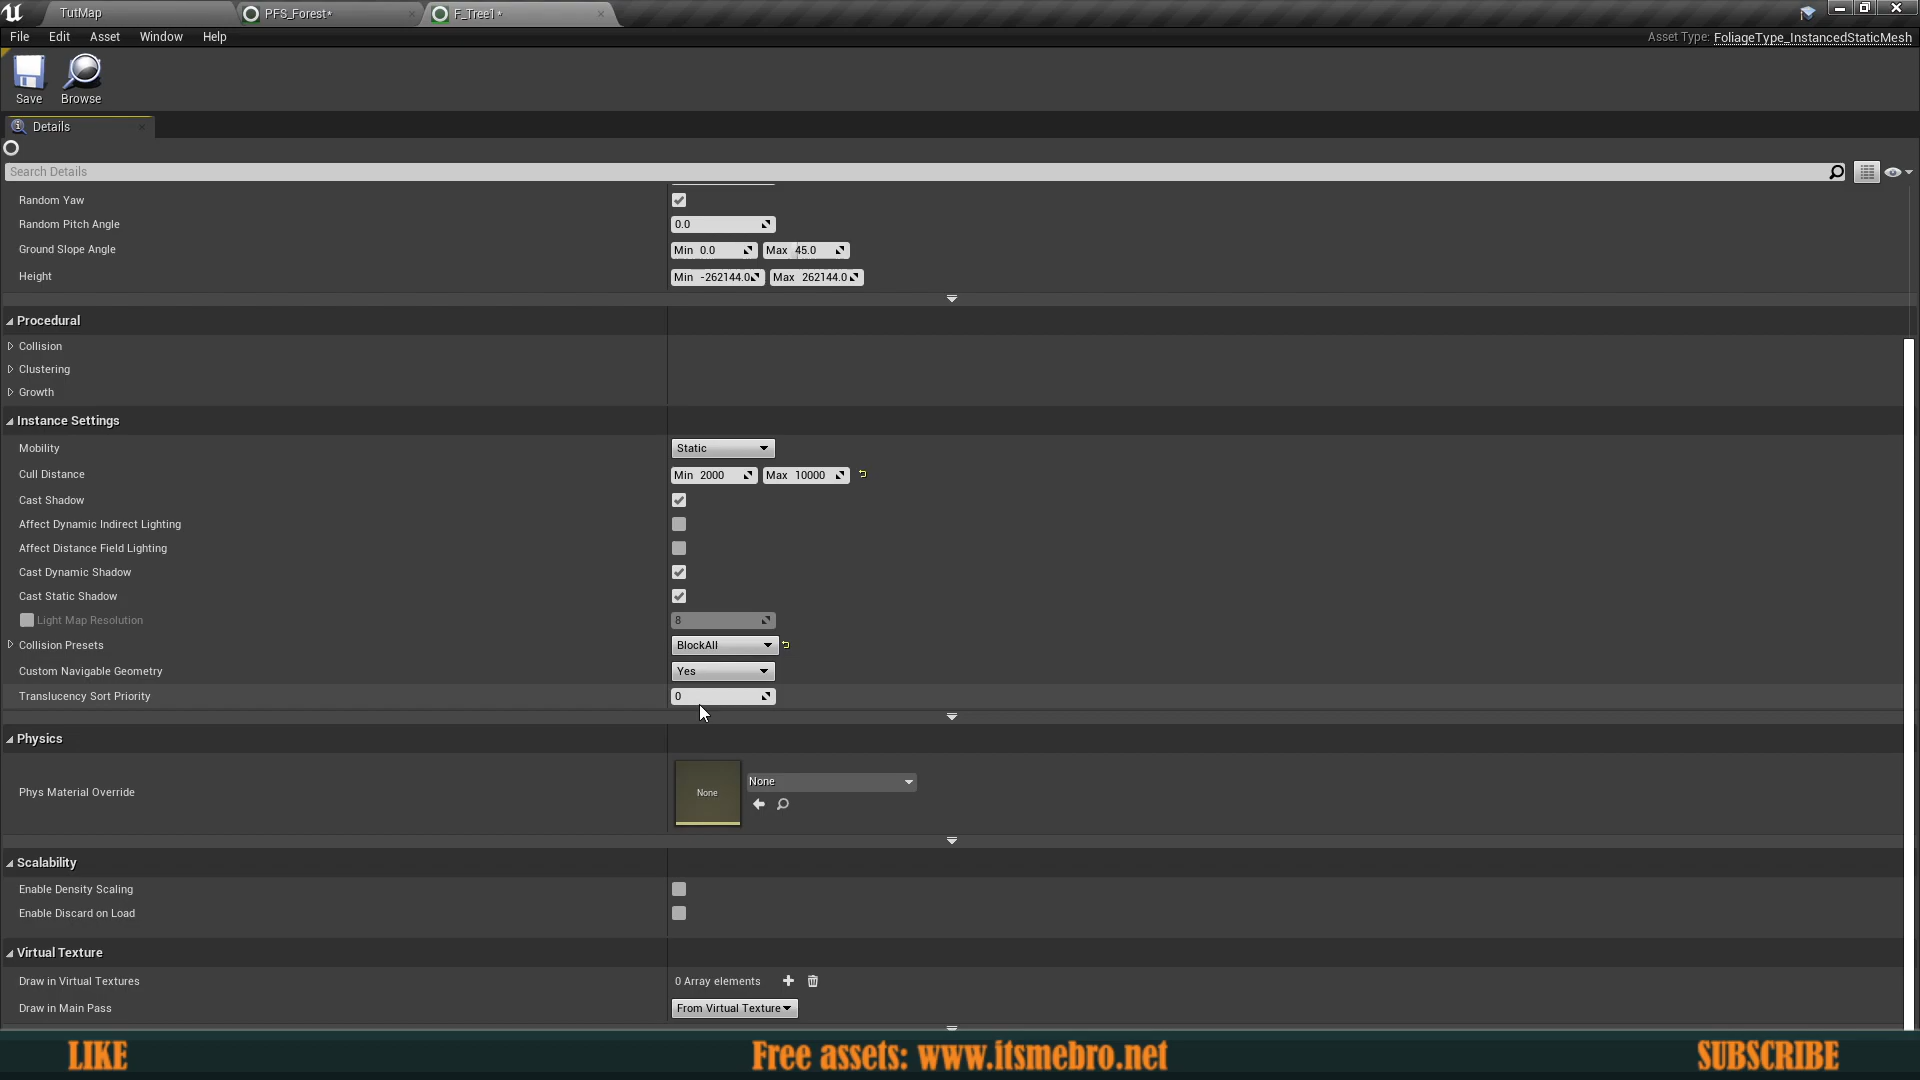 TutMap PFS_Forest* F_Tree1*
File Edit Asset Window Help Asset Type: FoliageType_InstancedStaticMesh
Save Browse
Details
Search Details
Random Yaw
Random Pitch Angle 0.0
Ground Slope Angle Min 0.0 Max 45.0
Height Min -262144.0 Max 262144.0
Procedural
Collision
Clustering
Growth
Instance Settings
Mobility Static
Cull Distance Min 2000 Max 10000
Cast Shadow
Affect Dynamic Indirect Lighting
Affect Distance Field Lighting
Cast Dynamic Shadow
Cast Static Shadow
Light Map Resolution 8
Collision Presets BlockAll
Custom Navigable Geometry Yes
Translucency Sort Priority 0
Physics
Phys Material Override None None
Scalability
Enable Density Scaling
Enable Discard on Load
Virtual Texture
Draw in Virtual Textures 0 Array elements
Draw in Main Pass From Virtual Texture
LIKE Free assets: www.itsmebro.net SUBSCRIBE